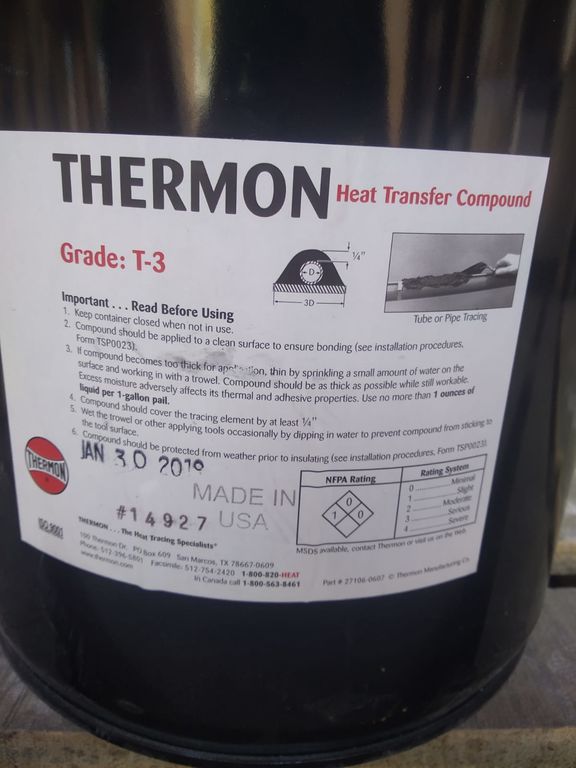 THERMON Heat Transfer Compound
Grade: T-3
¼"
D
3D
Tube or Pipe Tracing
Important . . . Read Before Using
1. Keep container closed when not in use.
2. Compound should be applied to a clean surface to ensure bonding (see installation procedures,
Form TSP0023).
3. If compound becomes too thick for application, thin by sprinkling a small amount of water on the
surface and working in with a trowel. Compound should be as thick as possible while still workable.
Excess moisture adversely affects its thermal and adhesive properties. Use no more than 1 ounces of
liquid per 1-gallon pail.
4. Compound should cover the tracing element by at least ¼"
5. Wet the trowel or other applying tools occasionally by dipping in water to prevent compound from sticking to
the tool surface.
6. Compound should be protected from weather prior to insulating (see installation procedures, Form TSP0023).
THERMON
JAN 30 2019
MADE IN
USA
#14927
NFPA Rating
0
1 0
Rating System
0 ........ Minimal
1 ........ Slight
2 ........ Moderate
3 ........ Serious
4 ........ Severe
MSDS available, contact Thermon or visit us on the Web.
THERMON . . . The Heat Tracing Specialists®
100 Thermon Dr. PO Box 609 San Marcos, TX 78667-0609
Phone: 512-396-5801 Facsimile: 512-754-2420 1-800-820-HEAT
www.thermon.com In Canada call 1-800-563-8461
Part # 27106-0607 © Thermon Manufacturing Co.